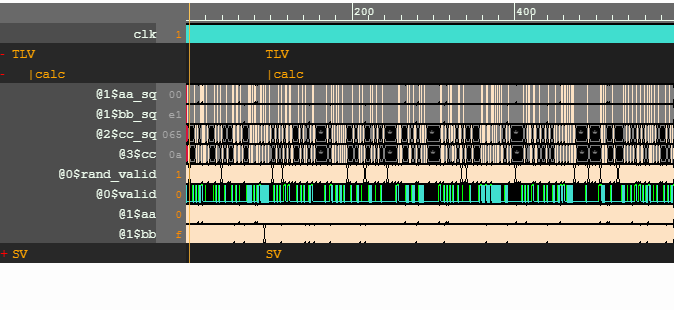 200 400
clk 1
- TLV TLV
- |calc |calc
@1$aa_sq 00
@1$bb_sq e1
@2$cc_sq 065
@3$cc 0a
@0$rand_valid 1
@0$valid 0
@1$aa 0
@1$bb f
+ SV SV